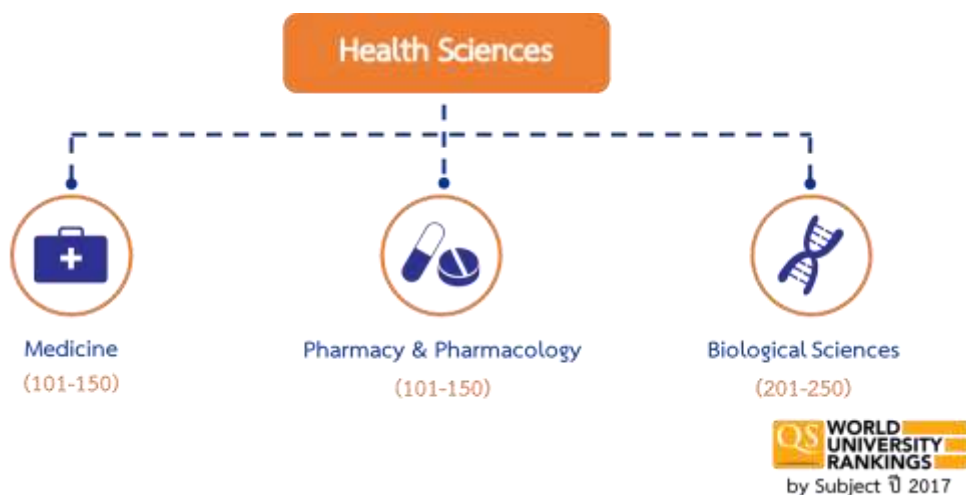 Health Sciences
Medicine
(101-150)
Pharmacy & Pharmacology
(101-150)
Biological Sciences
(201-250)
QS WORLD
UNIVERSITY
RANKINGS
by Subject ปี 2017